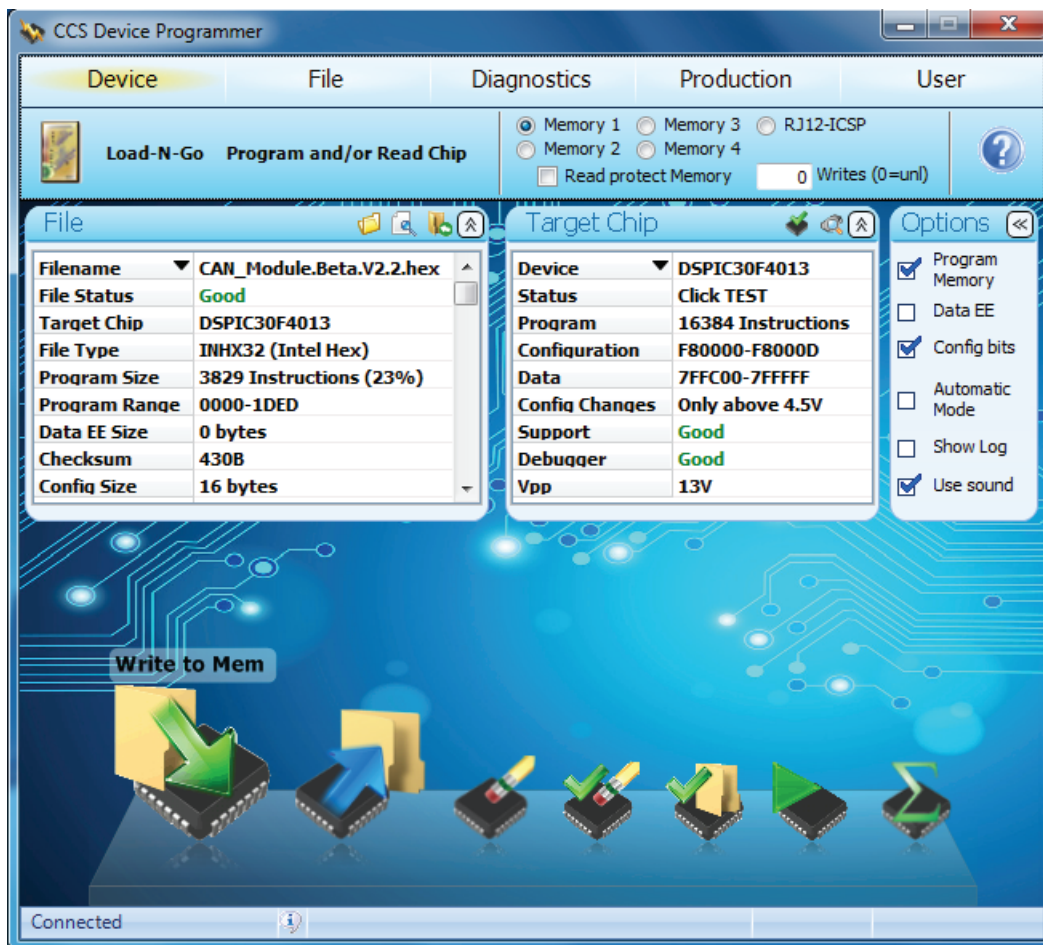 CCS Device Programmer
Device File Diagnostics Production User
Load-N-Go Program and/or Read Chip
Memory 1 Memory 3 RJ12-ICSP
Memory 2 Memory 4
Read protect Memory 0 Writes (0=unl)
File
Filename CAN_Module.Beta.V2.2.hex
File Status Good
Target Chip DSPIC30F4013
File Type INHX32 (Intel Hex)
Program Size 3829 Instructions (23%)
Program Range 0000-1DED
Data EE Size 0 bytes
Checksum 430B
Config Size 16 bytes
Target Chip
Device DSPIC30F4013
Status Click TEST
Program 16384 Instructions
Configuration F80000-F8000D
Data 7FFC00-7FFFFF
Config Changes Only above 4.5V
Support Good
Debugger Good
Vpp 13V
Options
Program
Memory
Data EE
Config bits
Automatic
Mode
Show Log
Use sound
Write to Mem
Connected